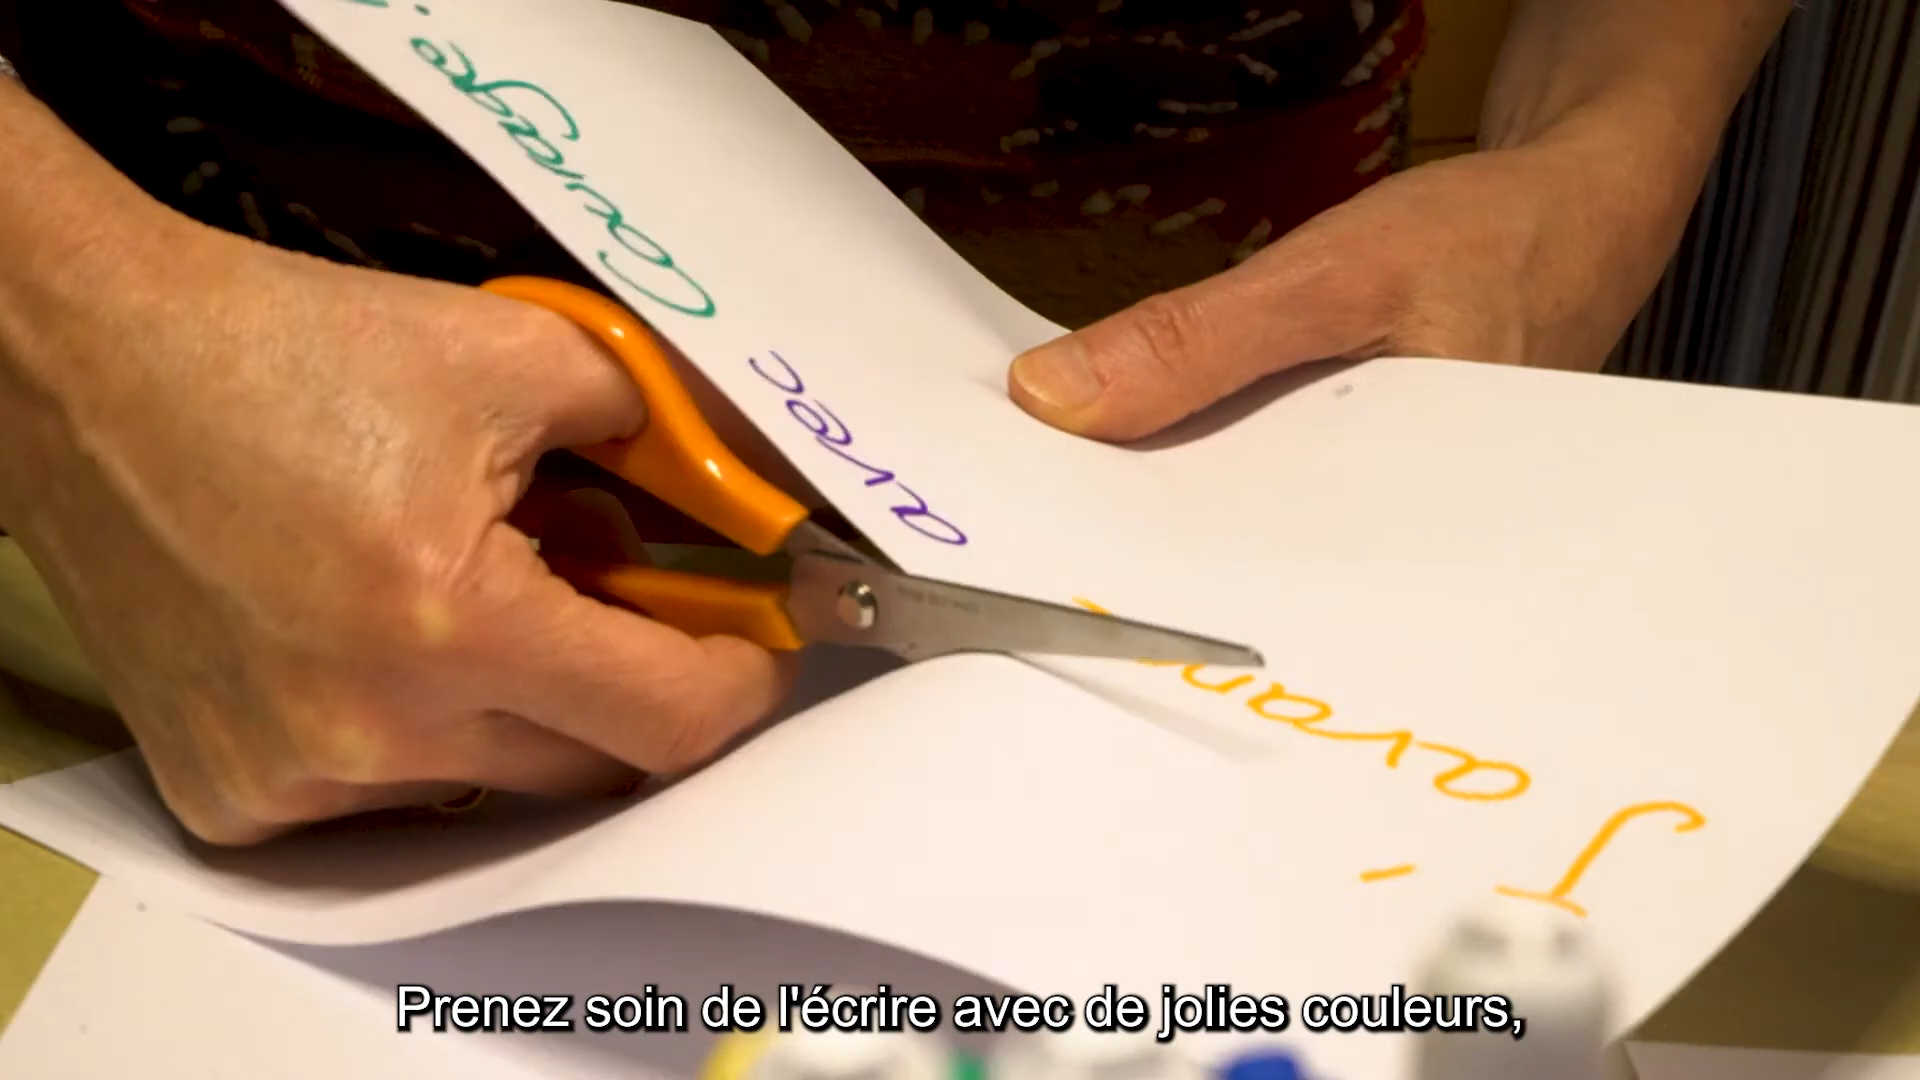 J'avan
avec
Courage
Prenez soin de l'écrire avec de jolies couleurs,